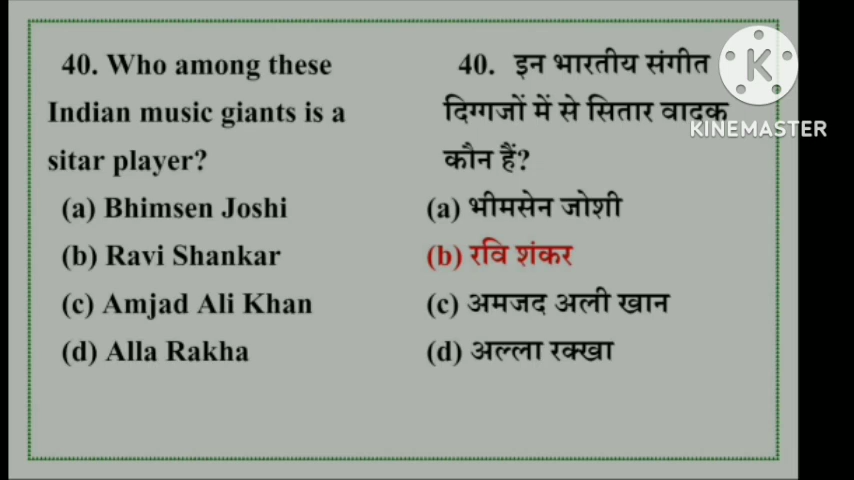 40. Who among these
Indian music giants is a
sitar player?
(a) Bhimsen Joshi
(b) Ravi Shankar
(c) Amjad Ali Khan
(d) Alla Rakha
40. इन भारतीय संगीत
दिग्गजों में से सितार वादक
कौन हैं?
(a) भीमसेन जोशी
(b) रवि शंकर
(c) अमजद अली खान
(d) अल्ला रक्खा
K
KINEMASTER